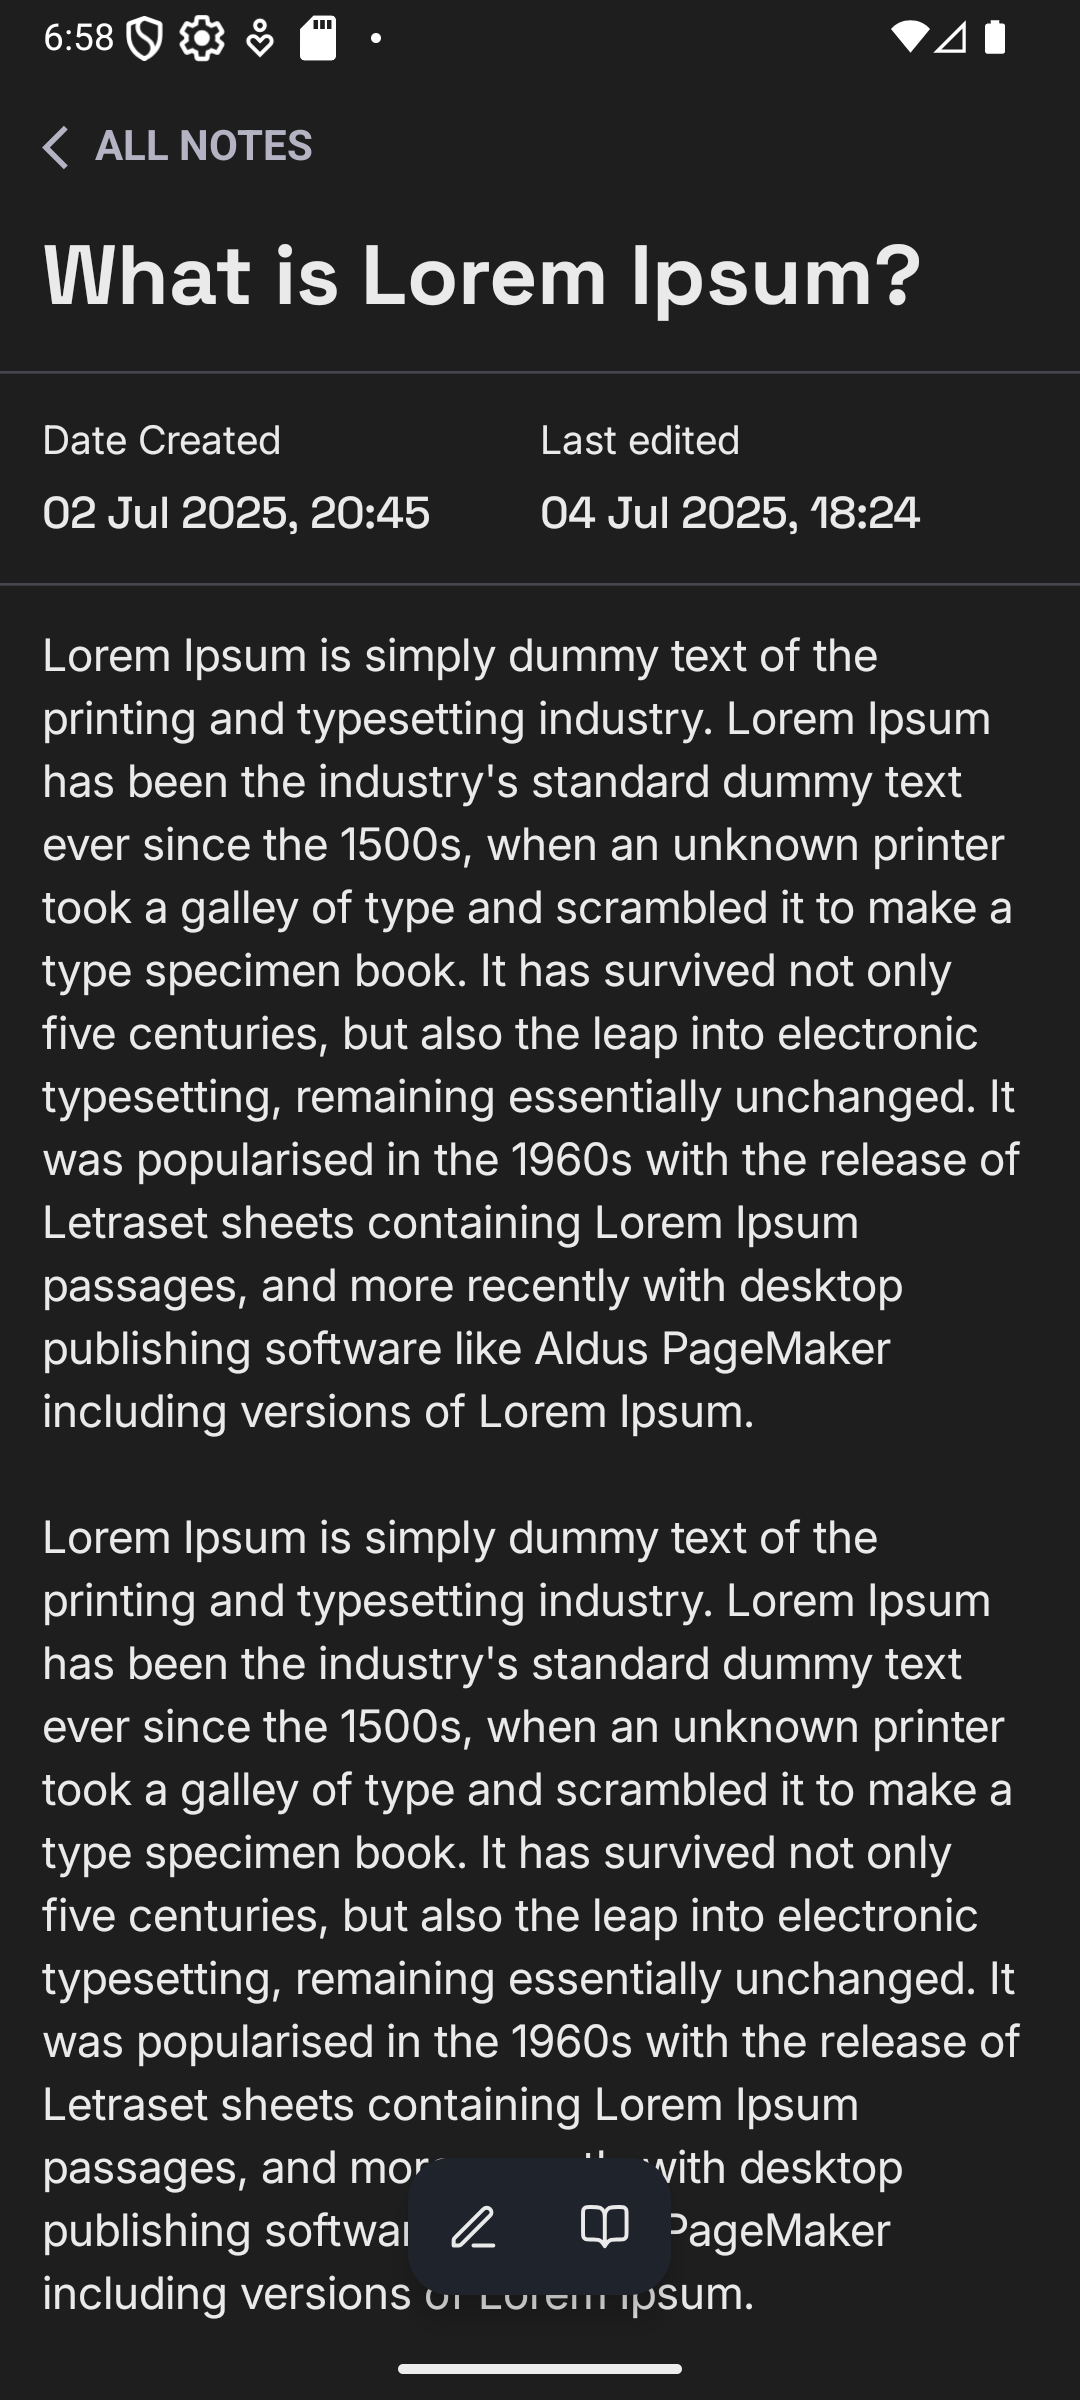 6:58
ALL NOTES
What is Lorem Ipsum?
Date Created
Last edited
02 Jul 2025, 20:45
04 Jul 2025, 18:24
Lorem Ipsum is simply dummy text of the
printing and typesetting industry. Lorem Ipsum
has been the industry's standard dummy text
ever since the 1500s, when an unknown printer
took a galley of type and scrambled it to make a
type specimen book. It has survived not only
five centuries, but also the leap into electronic
typesetting, remaining essentially unchanged. It
was popularised in the 1960s with the release of
Letraset sheets containing Lorem Ipsum
passages, and more recently with desktop
publishing software like Aldus PageMaker
including versions of Lorem Ipsum.
Lorem Ipsum is simply dummy text of the
printing and typesetting industry. Lorem Ipsum
has been the industry's standard dummy text
ever since the 1500s, when an unknown printer
took a galley of type and scrambled it to make a
type specimen book. It has survived not only
five centuries, but also the leap into electronic
typesetting, remaining essentially unchanged. It
was popularised in the 1960s with the release of
Letraset sheets containing Lorem Ipsum
passages, and more with desktop
publishing PageMaker
including versions of Lorem Ipsum.